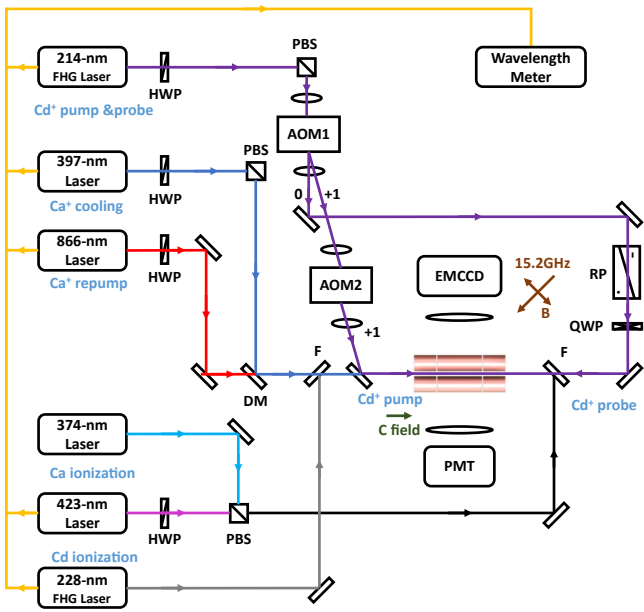 214-nm
FHG Laser
HWP
PBS
Wavelength
Meter
Cd⁺ pump &probe
AOM1
397-nm
Laser
HWP
PBS
Ca⁺ cooling
0
+1
866-nm
Laser
HWP
Ca⁺ repump
AOM2
EMCCD
15.2GHz
B
RP
QWP
+1
F
F
DM
Cd⁺ pump
Cd⁺ probe
C field
374-nm
Laser
Ca ionization
PMT
423-nm
Laser
HWP
PBS
Cd ionization
228-nm
FHG Laser